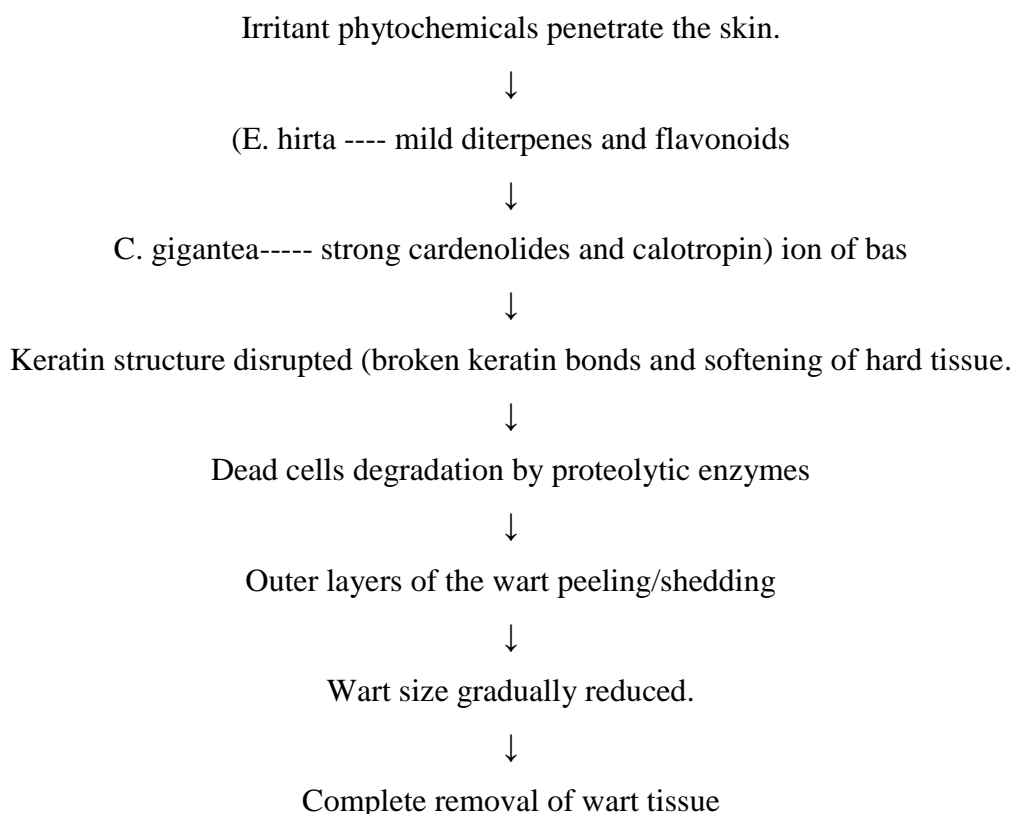 Irritant phytochemicals penetrate the skin.
↓
(E. hirta ---- mild diterpenes and flavonoids
↓
C. gigantea----- strong cardenolides and calotropin) ion of bas
↓
Keratin structure disrupted (broken keratin bonds and softening of hard tissue.
↓
Dead cells degradation by proteolytic enzymes
↓
Outer layers of the wart peeling/shedding
↓
Wart size gradually reduced.
↓
Complete removal of wart tissue